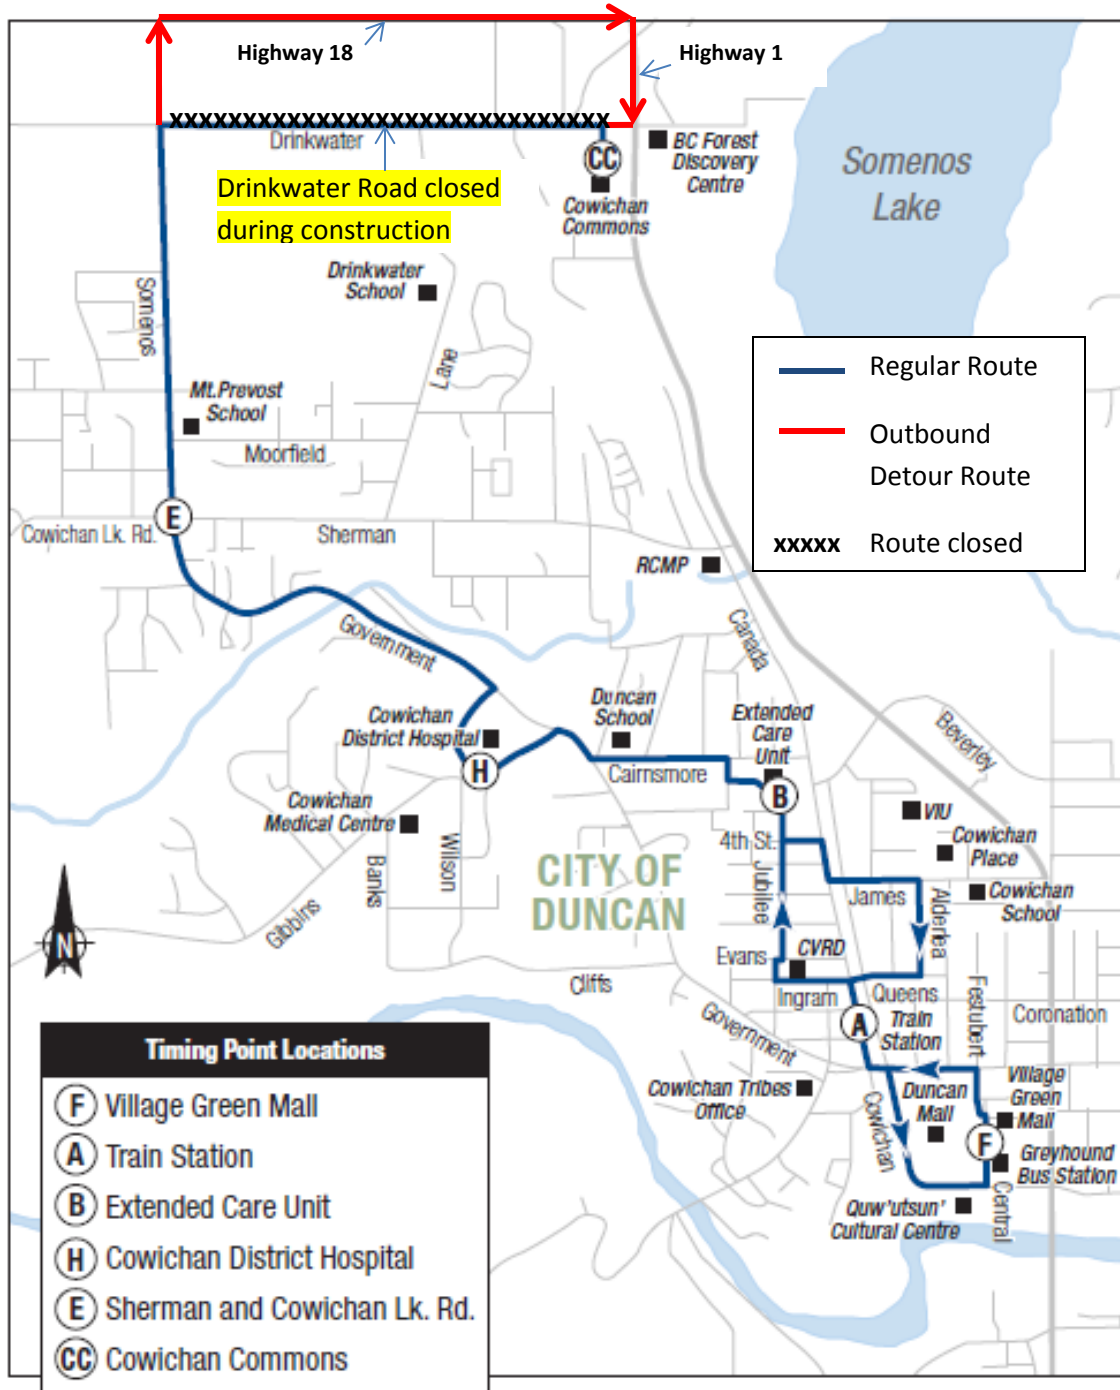 Highway 18
Highway 1
xxxxxxxxxxxxxxxxxxxxxxxxxxxxxx
Drinkwater
BC Forest
Discovery
Centre
CC
Somenos
Lake
Drinkwater Road closed
during construction
Cowichan
Commons
Drinkwater
School
Somenos
Lane
Regular Route
Outbound
Detour Route
xxxxx Route closed
Mt.Prevost
School
Moorfield
E
Cowichan Lk. Rd.
Sherman
RCMP
Government
Canada
Duncan
School
Extended
Care
Unit
Cowichan
District Hospital
H
Cairnsmore
B
Beverley
Cowichan
Medical Centre
VIU
Cowichan
Place
4th St.
Banks
Wilson
CITY OF
DUNCAN
Jubilee
James
Alderlea
Cowichan
School
N
Gibbins
Evans
CVRD
Cliffs
Ingram
Queens
Festubert
Coronation
Government
A
Train
Station
Cowichan Tribes
Office
Cowichan
Duncan
Mall
Village
Green
Mall
F
Greyhound
Bus Station
Quw'utsun'
Cultural Centre
Central
Timing Point Locations
F Village Green Mall
A Train Station
B Extended Care Unit
H Cowichan District Hospital
E Sherman and Cowichan Lk. Rd.
CC Cowichan Commons